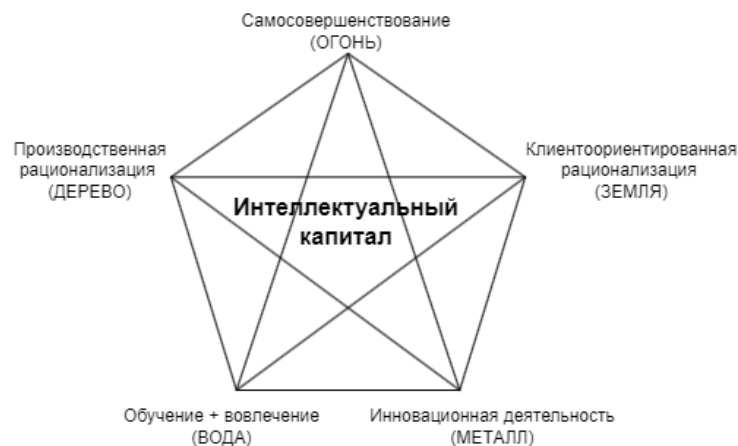 Самосовершенствование
(ОГОНЬ)
Производственная
рационализация
(ДЕРЕВО)
Клиентоориентированная
рационализация
(ЗЕМЛЯ)
Интеллектуальный
капитал
Обучение + вовлечение
(ВОДА)
Инновационная деятельность
(МЕТАЛЛ)